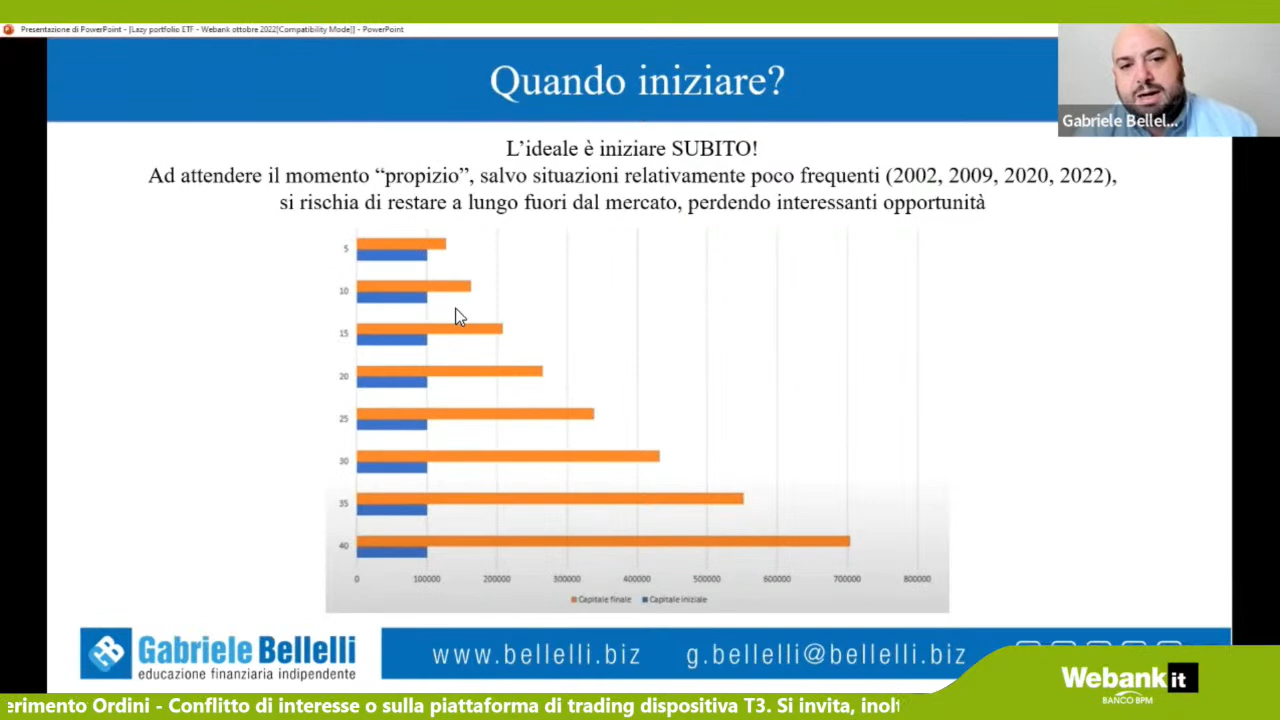 Presentazione di PowerPoint - [Lazy portfolio ETF - Webank ottobre 2022[Compatibility Mode]] - PowerPoint
Quando iniziare?
Gabriele Bellel...
L'ideale è iniziare SUBITO!
Ad attendere il momento “propizio”, salvo situazioni relativamente poco frequenti (2002, 2009, 2020, 2022),
si rischia di restare a lungo fuori dal mercato, perdendo interessanti opportunità
5
10
15
20
25
30
35
40
0 100000 200000 300000 400000 500000 600000 700000 800000
Capitale finale Capitale iniziale
Gabriele Bellelli
educazione finanziaria indipendente
www.bellelli.biz g.bellelli@bellelli.biz
Webank it
BANCO BPM
erimento Ordini - Conflitto di interesse o sulla piattaforma di trading dispositiva T3. Si invita, inolt